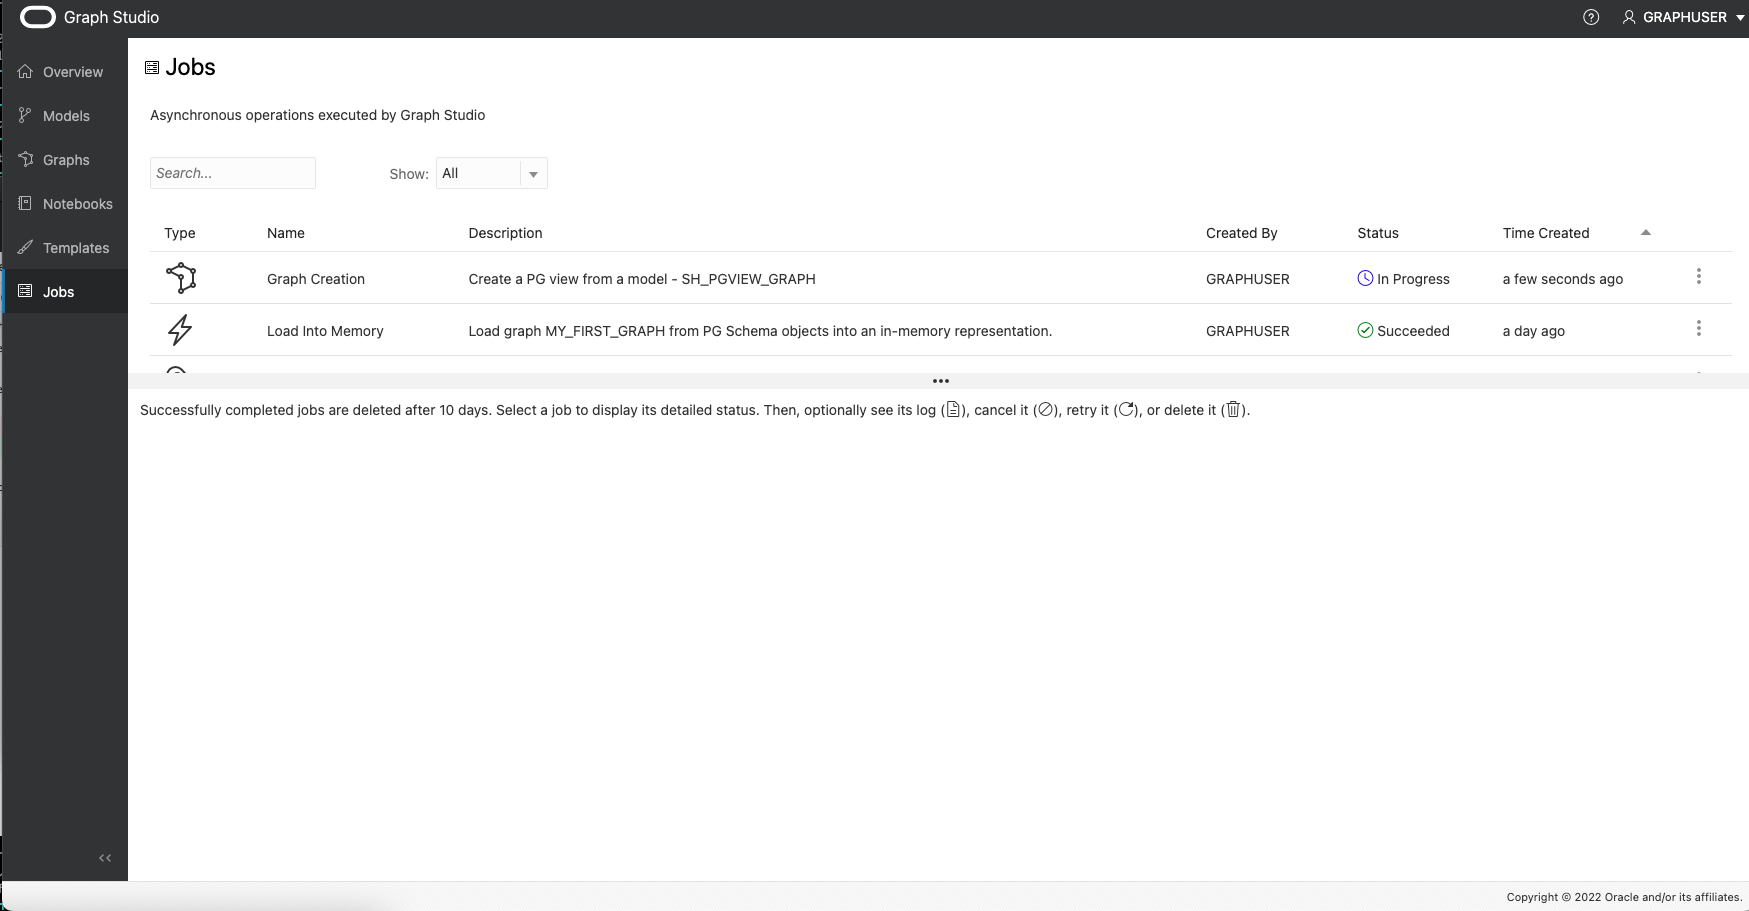 Graph Studio
GRAPHUSER
Overview
Models
Graphs
Notebooks
Templates
Jobs
Jobs
Asynchronous operations executed by Graph Studio
Search...
Show: All
Type Name Description Created By Status Time Created
Graph Creation Create a PG view from a model - SH_PGVIEW_GRAPH GRAPHUSER In Progress a few seconds ago
Load Into Memory Load graph MY_FIRST_GRAPH from PG Schema objects into an in-memory representation. GRAPHUSER Succeeded a day ago
Successfully completed jobs are deleted after 10 days. Select a job to display its detailed status. Then, optionally see its log (), cancel it (), retry it (), or delete it ().
Copyright © 2022 Oracle and/or its affiliates.